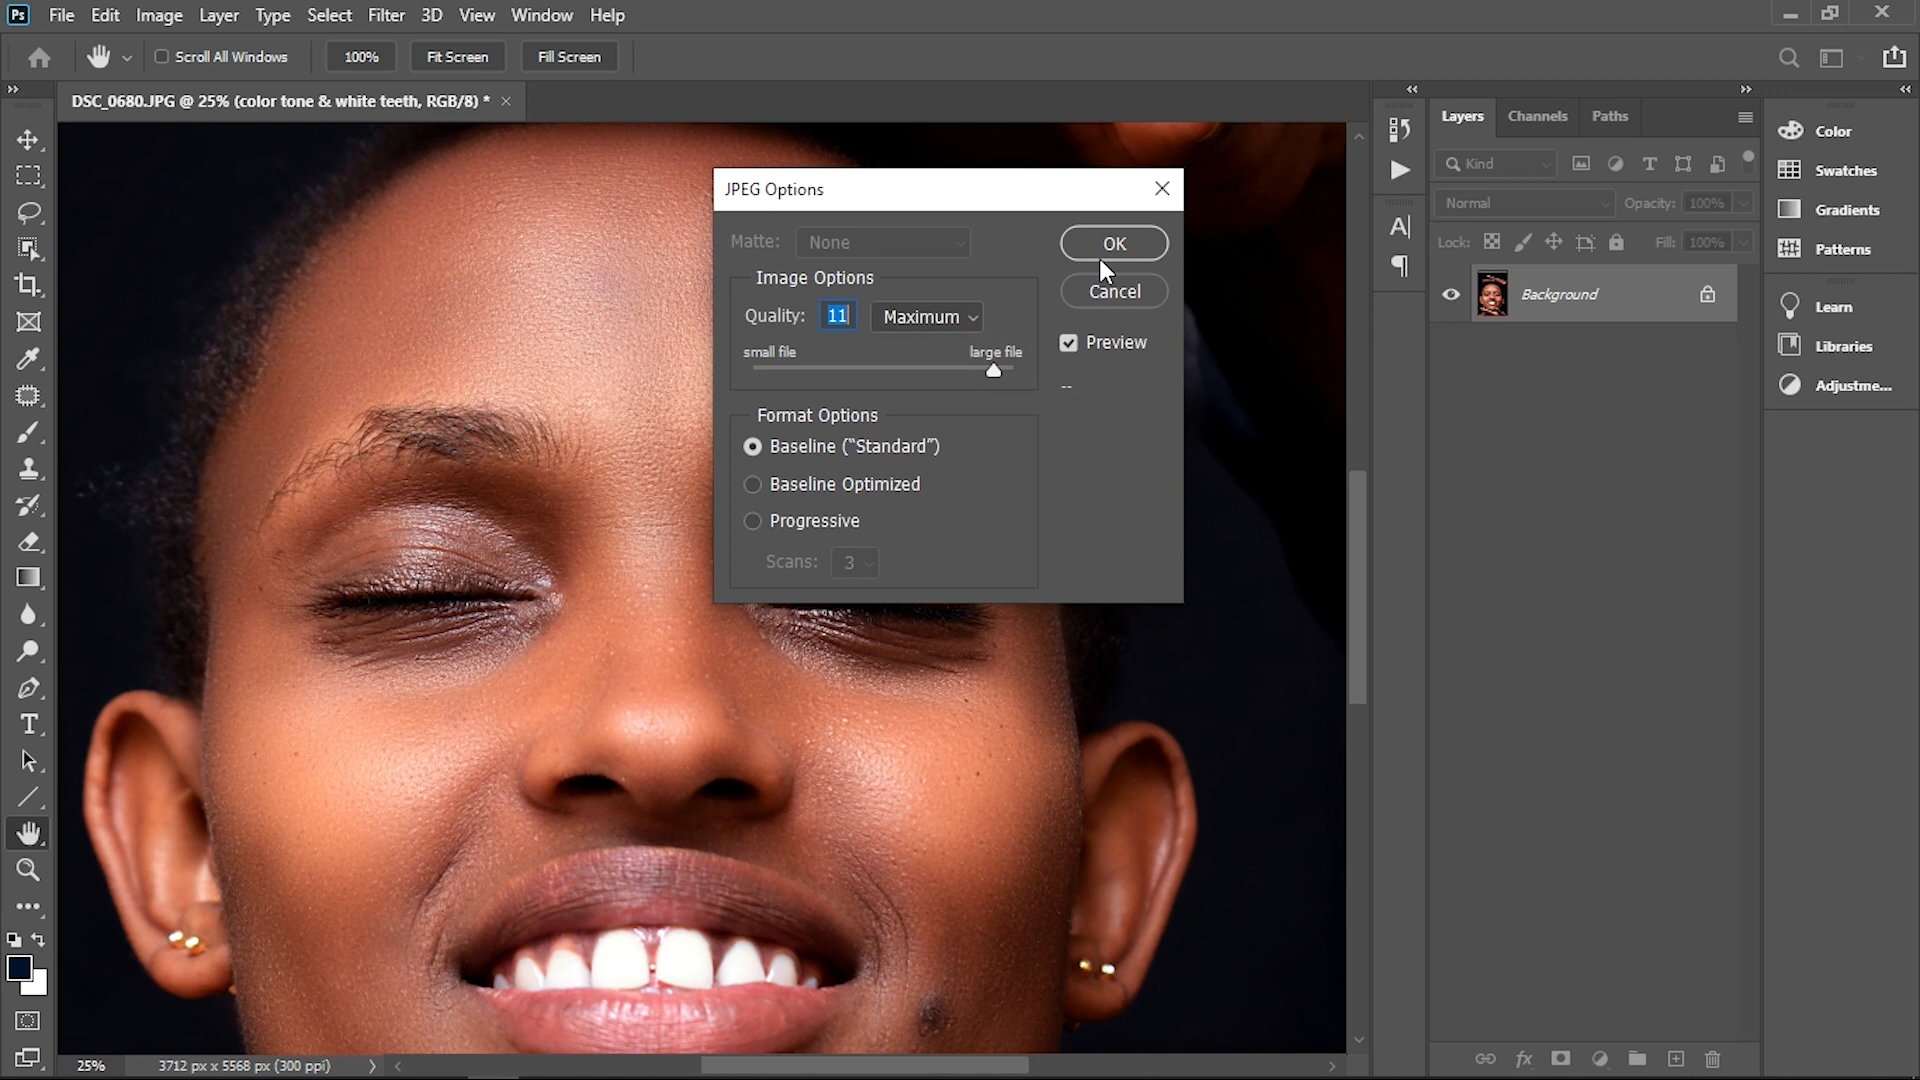 Ps File Edit Image Layer Type Select Filter 3D View Window Help
Scroll All Windows 100% Fit Screen Fill Screen
DSC_0680.JPG @ 25% (color tone & white teeth, RGB/8) *
JPEG Options
Matte: None OK
Cancel
Image Options
Quality: 11 Maximum
small file large file
Preview
--
Format Options
Baseline (“Standard”)
Baseline Optimized
Progressive
Scans: 3
Layers Channels Paths
Kind
Normal Opacity: 100%
Lock: Fill: 100%
Background
Color
Swatches
Gradients
Patterns
Learn
Libraries
Adjustme...
25% 3712 px x 5568 px (300 ppi)